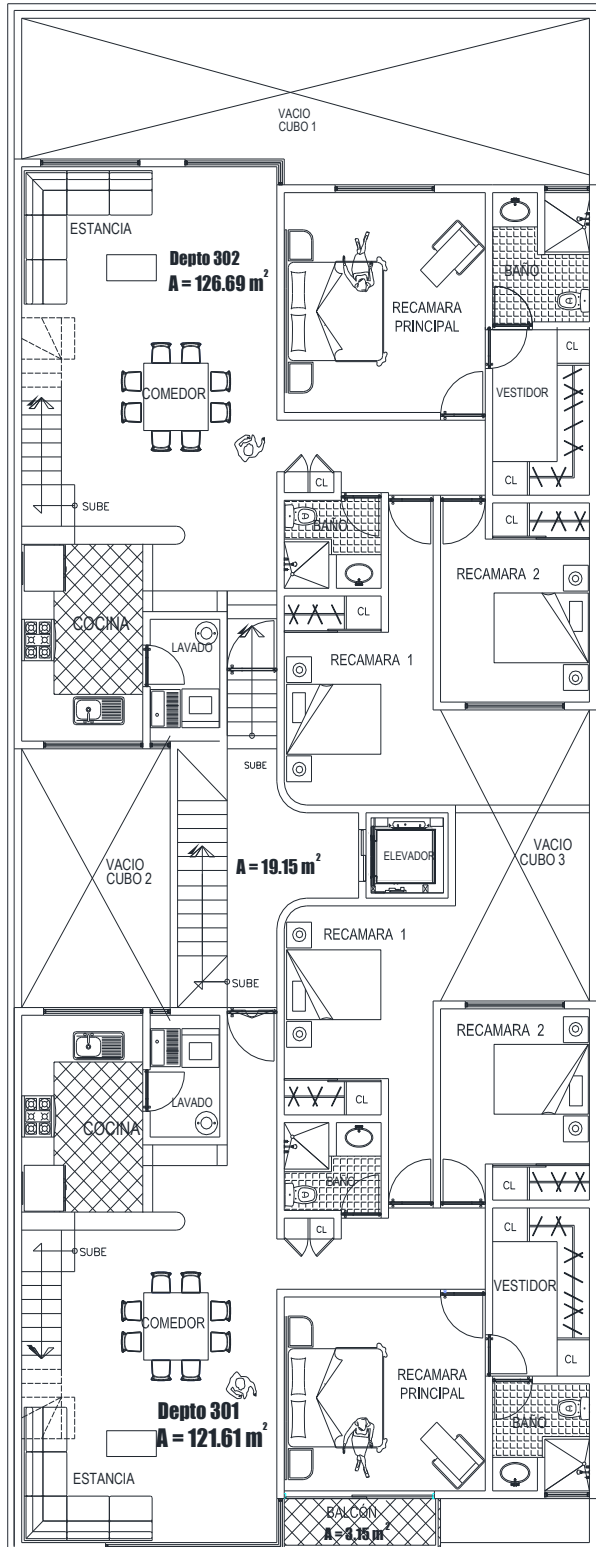 VACIO
CUBO 1
ESTANCIA
Depto 302
A = 126.69 m²
BAÑO
RECAMARA
PRINCIPAL
CL
COMEDOR
VESTIDOR
CL
CL
SUBE
CL
BAÑO
RECAMARA 2
COCINA
CL
LAVADO
RECAMARA 1
SUBE
ELEVADOR
VACIO
CUBO 3
VACIO
CUBO 2
A = 19.15 m²
RECAMARA 1
SUBE
RECAMARA 2
CL
LAVADO
COCINA
BAÑO
CL
CL
CL
SUBE
VESTIDOR
COMEDOR
CL
RECAMARA
PRINCIPAL
Depto 301
A = 121.61 m²
BAÑO
ESTANCIA
BALCON
A = 3.15 m²